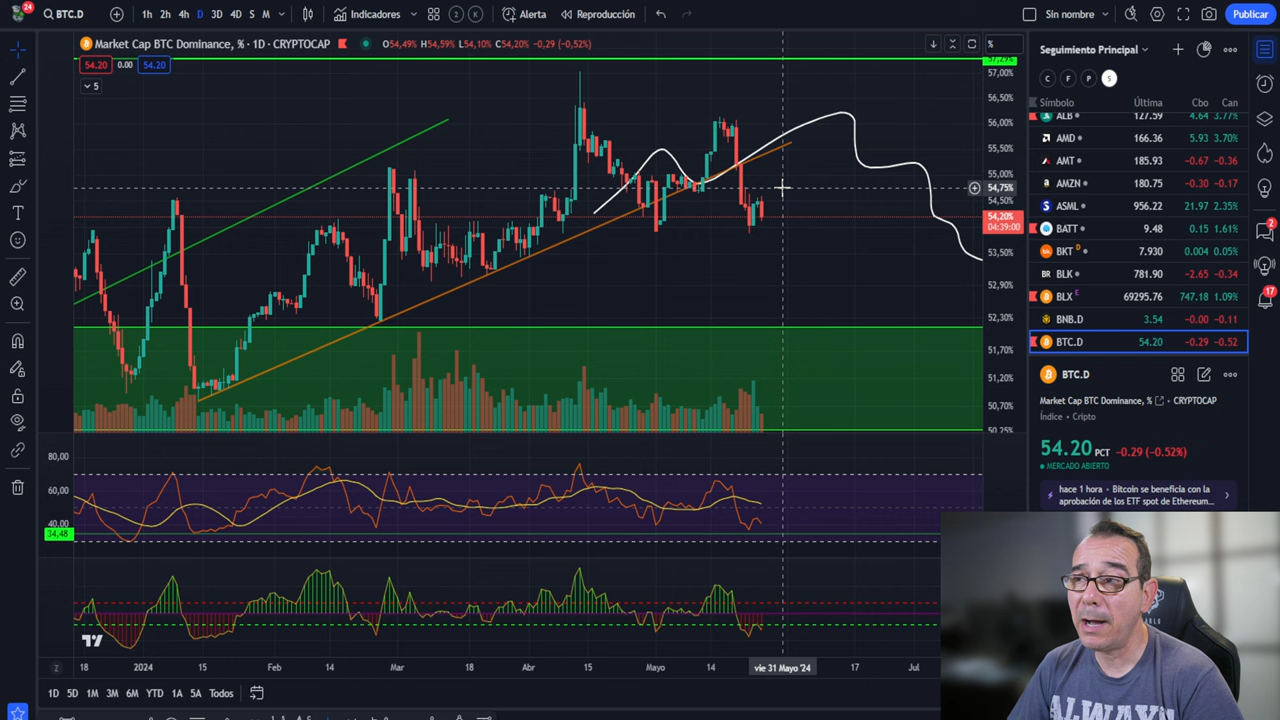 24
BTC.D
1h 2h 4h D 3D 4D S M
Indicadores
2 K
Alerta
Reproducción
Sin nombre
Publicar
Market Cap BTC Dominance, % · 1D · CRYPTOCAP
O54,49% H54,59% L54,10% C54,20% −0,29 (−0,52%)
54.20 0.00 54.20
5
%
57,29%
57,00%
56,50%
56,00%
55,50%
55,00%
54,75%
54,50%
54,20%
04:39:00
54,00%
53,50%
52,90%
52,30%
51,70%
51,20%
50,70%
50,25%
80,00
60,00
40,00
34,48
18 2024 15 Feb 14 Mar 18 Abr 15 Mayo 14 vie 31 Mayo '24 17 Jul
Z
1D 5D 1M 3M 6M YTD 1A 5A Todos
Seguimiento Principal
C F P S
Símbolo Última Cbo Can
ALB 127.59 4.64 3.77%
AMD 166.36 5.93 3.70%
AMT 185.93 −0.67 −0.36
AMZN 180.75 −0.30 −0.17
ASML 956.22 21.97 2.35%
BATT 9.48 0.15 1.61%
BKT D 7.930 0.004 0.05%
BLK 781.90 −2.65 −0.34
BLX E 69295.76 747.18 1.09%
BNB.D 3.54 −0.00 −0.11
BTC.D 54.20 −0.29 −0.52
BTC.D
Market Cap BTC Dominance, % · CRYPTOCAP
Índice · Cripto
54.20 PCT −0.29 (−0.52%)
MERCADO ABIERTO
hace 1 hora · Bitcoin se beneficia con la
aprobación de los ETF spot de Ethereum...
2
17
ALWAYS